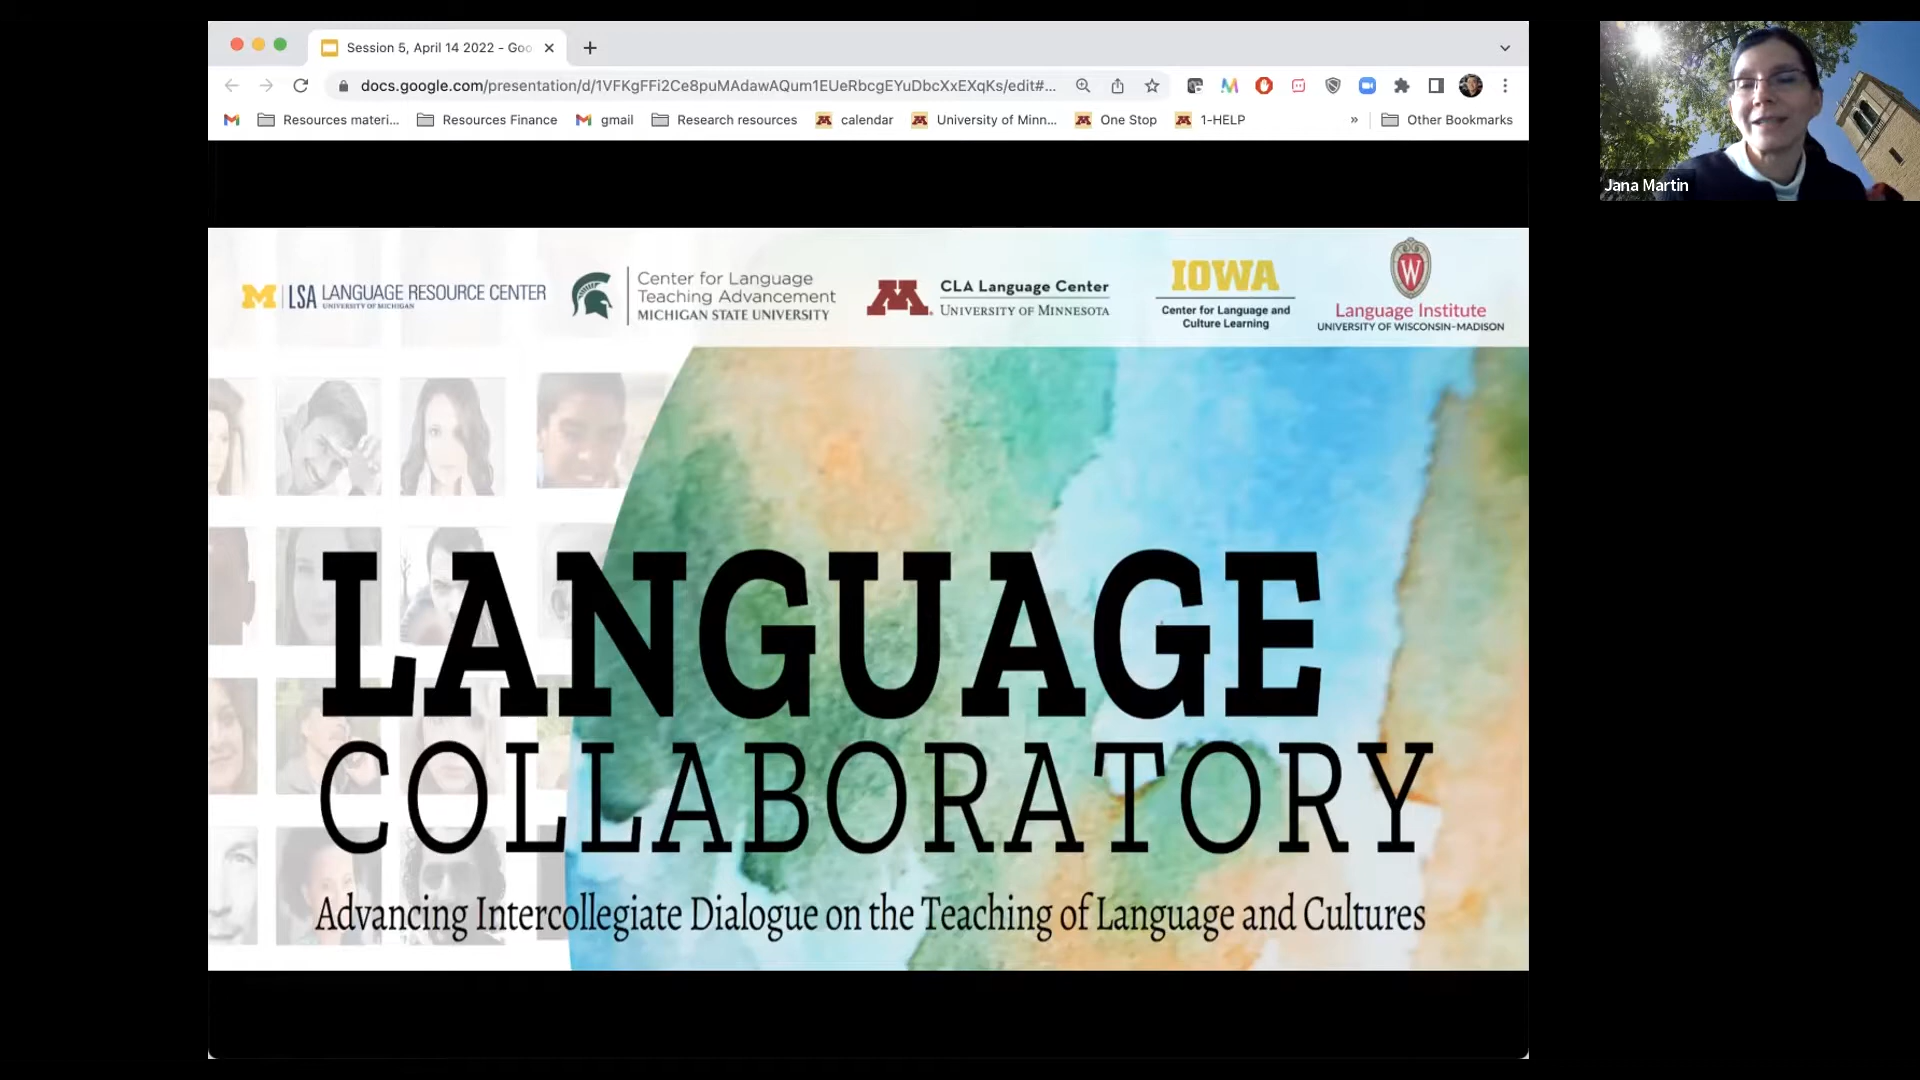 Session 5, April 14 2022 - Goo
docs.google.com/presentation/d/1VFKgFFi2Ce8puMAdawAQum1EUeRbcgEYuDbcXxEXqKs/edit#...
Resources materi...
Resources Finance
gmail
Research resources
calendar
University of Minn...
One Stop
1-HELP
»
Other Bookmarks
Jana Martin
M LSA LANGUAGE RESOURCE CENTER
UNIVERSITY OF MICHIGAN
Center for Language
Teaching Advancement
MICHIGAN STATE UNIVERSITY
M
CLA Language Center
UNIVERSITY OF MINNESOTA
IOWA
Center for Language and
Culture Learning
W
Language Institute
UNIVERSITY OF WISCONSIN–MADISON
LANGUAGE
COLLABORATORY
Advancing Intercollegiate Dialogue on the Teaching of Language and Cultures